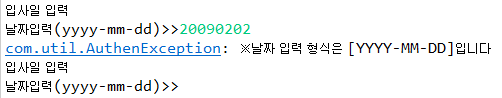 입사일 입력
날짜입력(yyyy-mm-dd)>>20090202
com.util.AuthenException: ※날짜 입력 형식은 [YYYY-MM-DD]입니다
입사일 입력
날짜입력(yyyy-mm-dd)>>